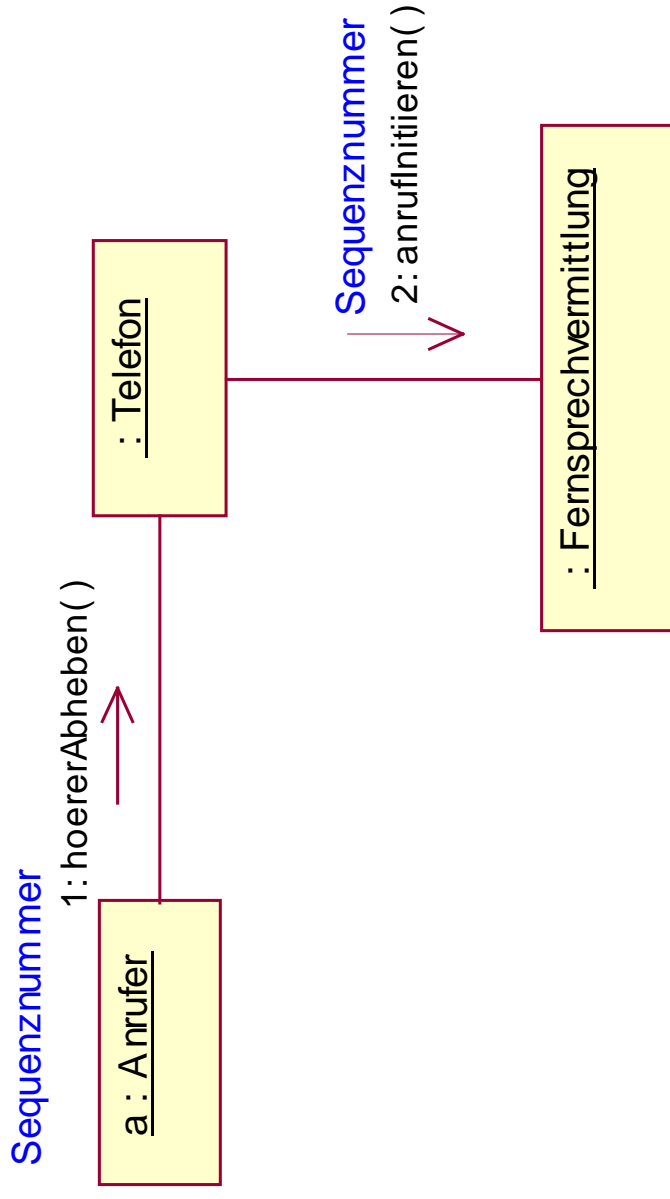 Sequenznummer
1: hoererAbheben( )
a : Anrufer
: Telefon
Sequenznummer
2: anrufInitiieren( )
: Fernsprechvermittlung